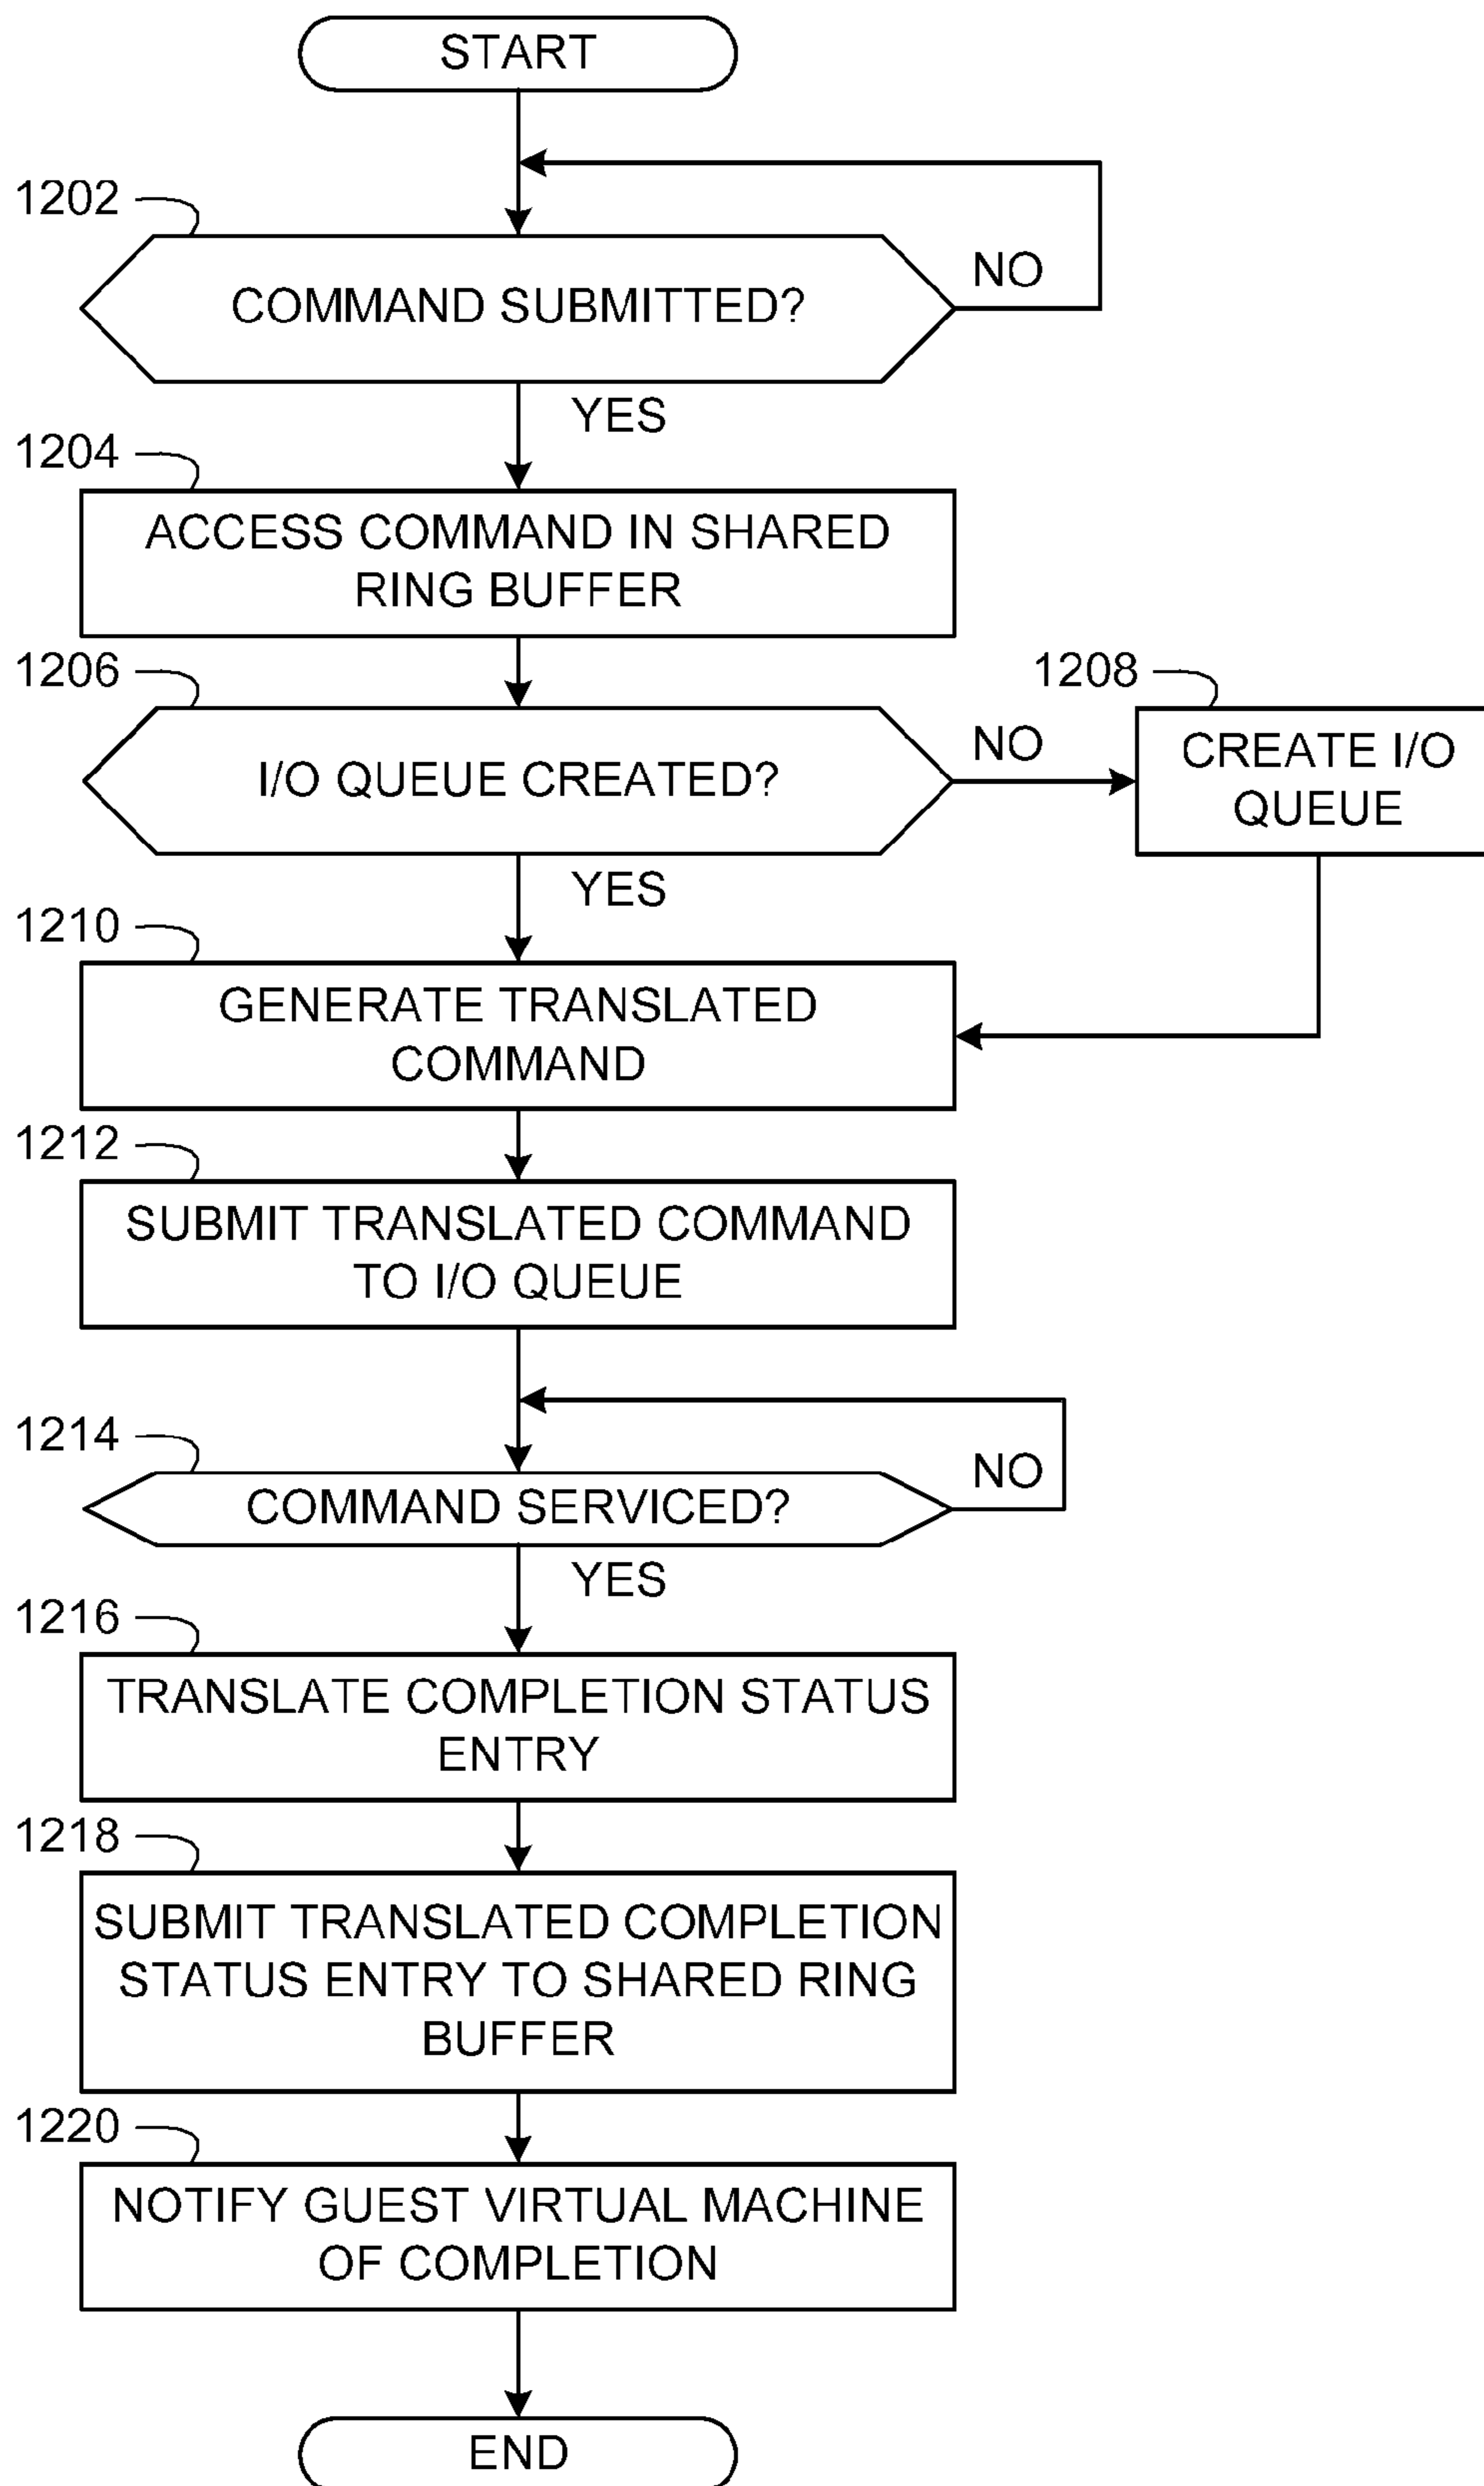 START
1202
COMMAND SUBMITTED?
NO
YES
1204
ACCESS COMMAND IN SHARED
RING BUFFER
1206
I/O QUEUE CREATED?
NO
1208
CREATE I/O
QUEUE
YES
1210
GENERATE TRANSLATED
COMMAND
1212
SUBMIT TRANSLATED COMMAND
TO I/O QUEUE
1214
COMMAND SERVICED?
NO
YES
1216
TRANSLATE COMPLETION STATUS
ENTRY
1218
SUBMIT TRANSLATED COMPLETION
STATUS ENTRY TO SHARED RING
BUFFER
1220
NOTIFY GUEST VIRTUAL MACHINE
OF COMPLETION
END